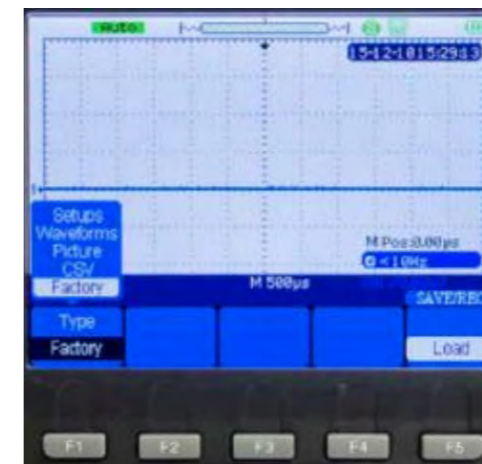 Auto
15-12-10 15:29:13
1
Setups
Waveforms
Picture
CSV
Factory
M Pos:0.00μs
<10Hz
M 500μs
SAVE/REC
Type
Factory
Load
F1 F2 F3 F4 F5